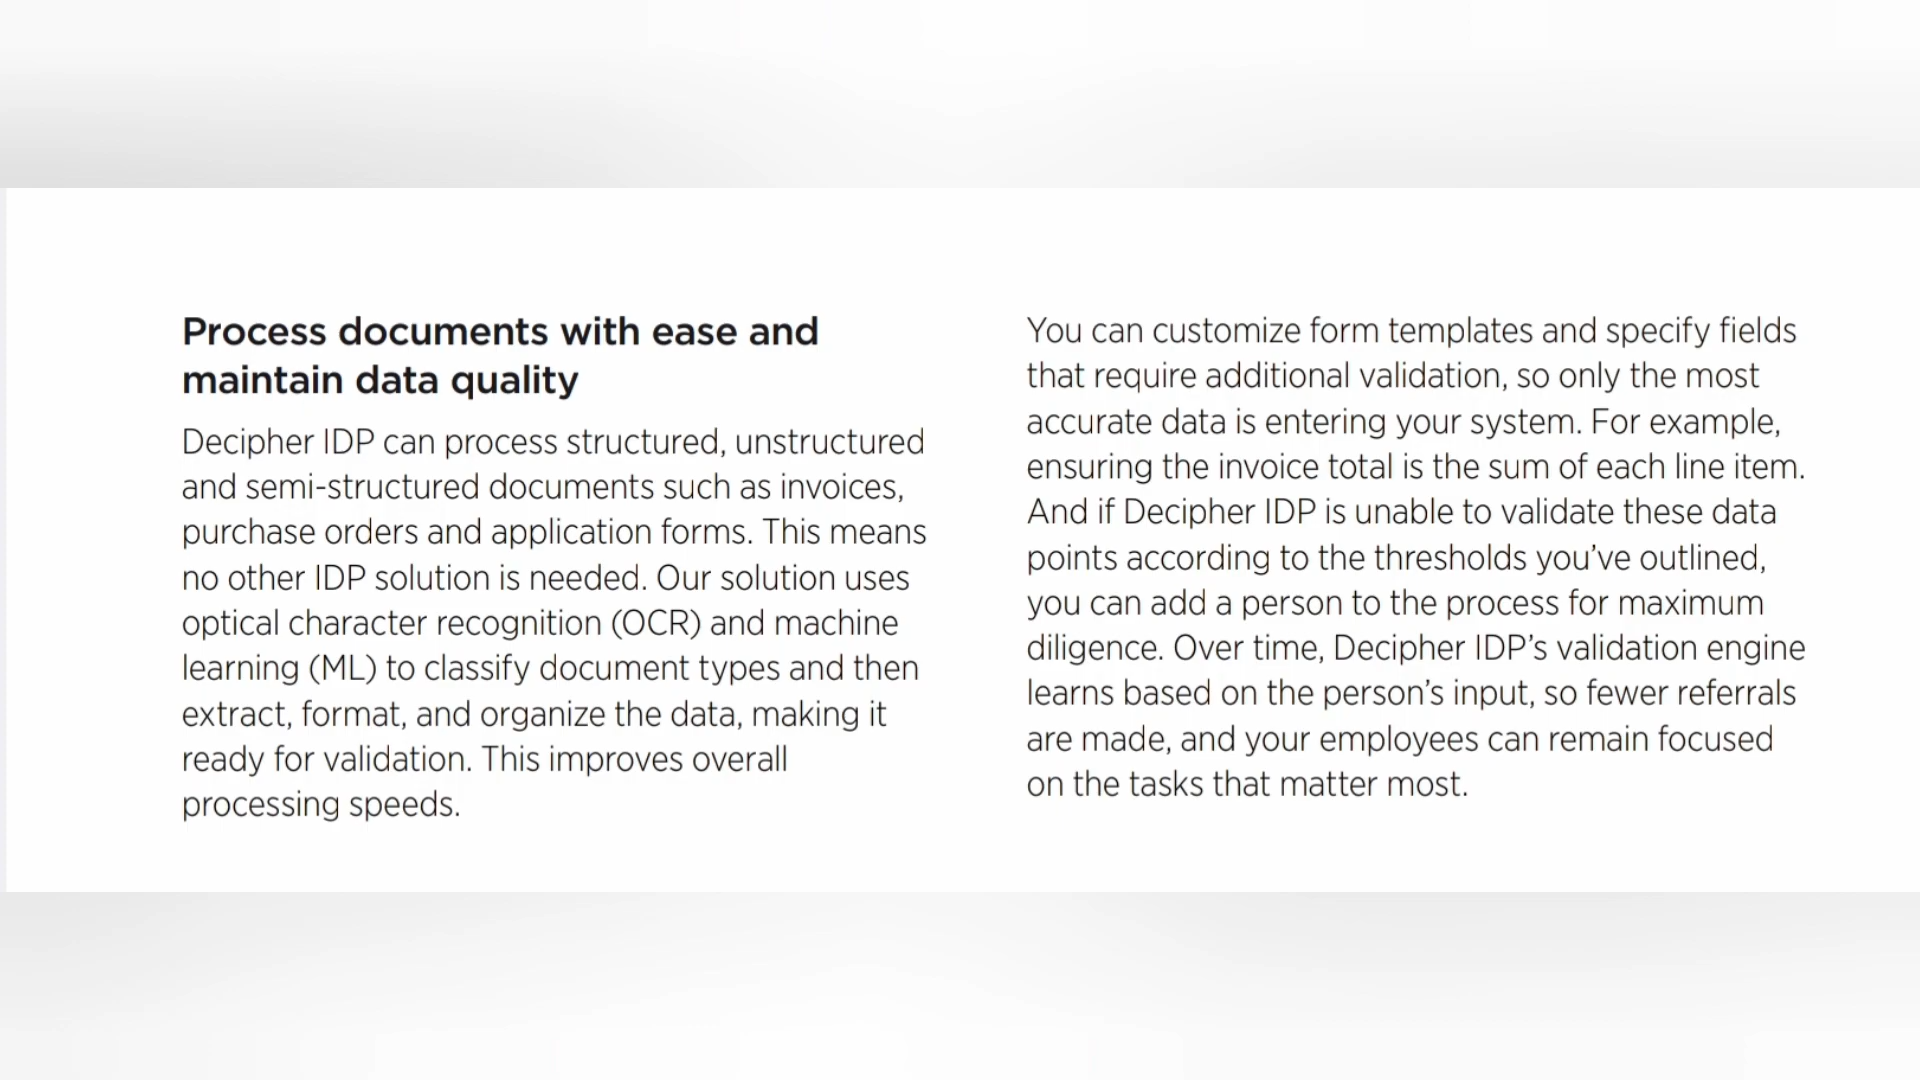 Process documents with ease and
maintain data quality
Decipher IDP can process structured, unstructured
and semi-structured documents such as invoices,
purchase orders and application forms. This means
no other IDP solution is needed. Our solution uses
optical character recognition (OCR) and machine
learning (ML) to classify document types and then
extract, format, and organize the data, making it
ready for validation. This improves overall
processing speeds.
You can customize form templates and specify fields
that require additional validation, so only the most
accurate data is entering your system. For example,
ensuring the invoice total is the sum of each line item.
And if Decipher IDP is unable to validate these data
points according to the thresholds you’ve outlined,
you can add a person to the process for maximum
diligence. Over time, Decipher IDP’s validation engine
learns based on the person’s input, so fewer referrals
are made, and your employees can remain focused
on the tasks that matter most.